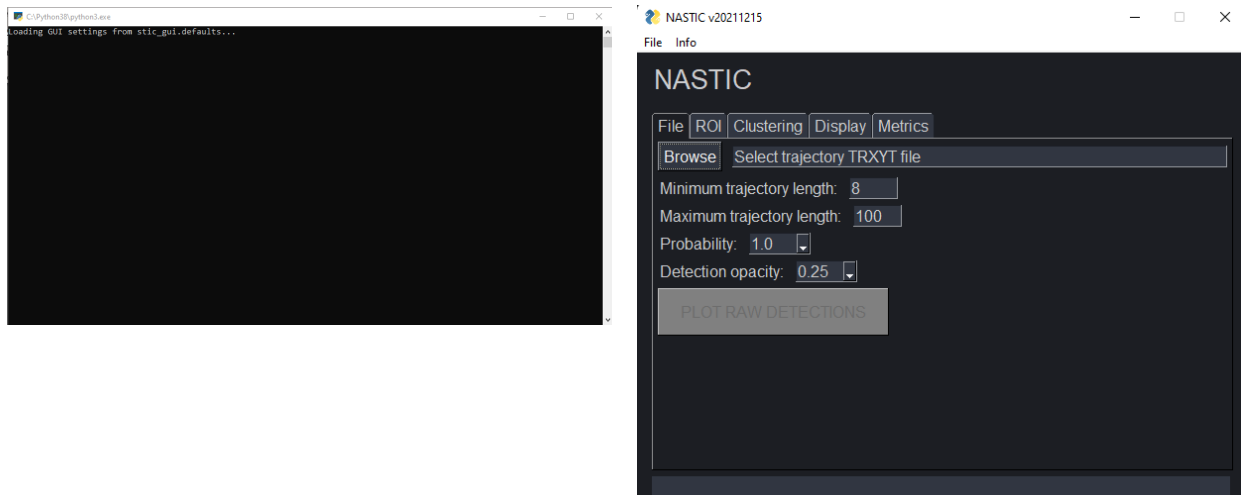 C:\Python38\python3.exe
Loading GUI settings from stic_gui.defaults...
NASTIC v20211215
File Info
NASTIC
File ROI Clustering Display Metrics
Browse Select trajectory TRXYT file
Minimum trajectory length: 8
Maximum trajectory length: 100
Probability: 1.0
Detection opacity: 0.25
PLOT RAW DETECTIONS